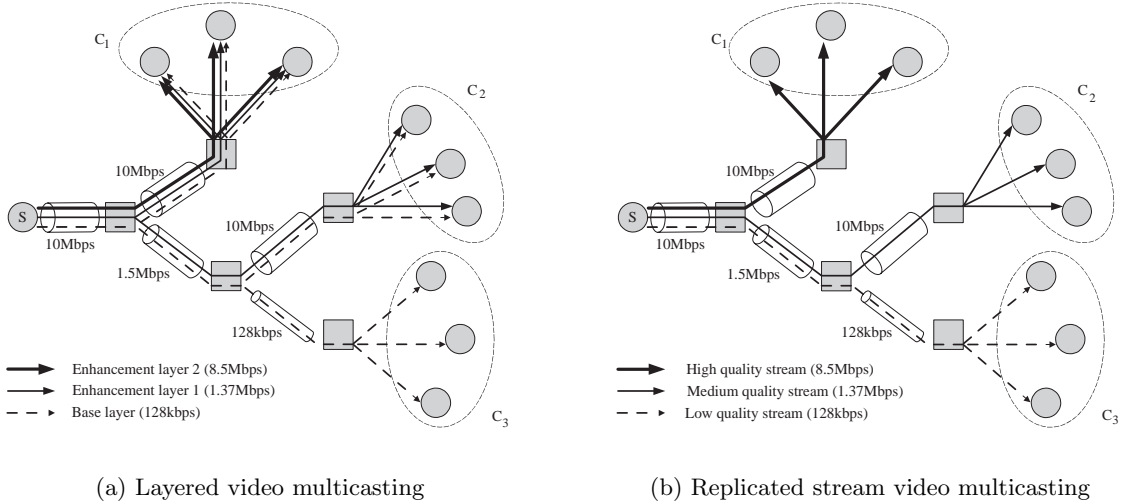 C1
C2
10Mbps
S
10Mbps
10Mbps
1.5Mbps
128kbps
Enhancement layer 2 (8.5Mbps)
Enhancement layer 1 (1.37Mbps)
Base layer (128kbps)
C3
(a) Layered video multicasting
C1
C2
10Mbps
S
10Mbps
10Mbps
1.5Mbps
128kbps
High quality stream (8.5Mbps)
Medium quality stream (1.37Mbps)
Low quality stream (128kbps)
C3
(b) Replicated stream video multicasting